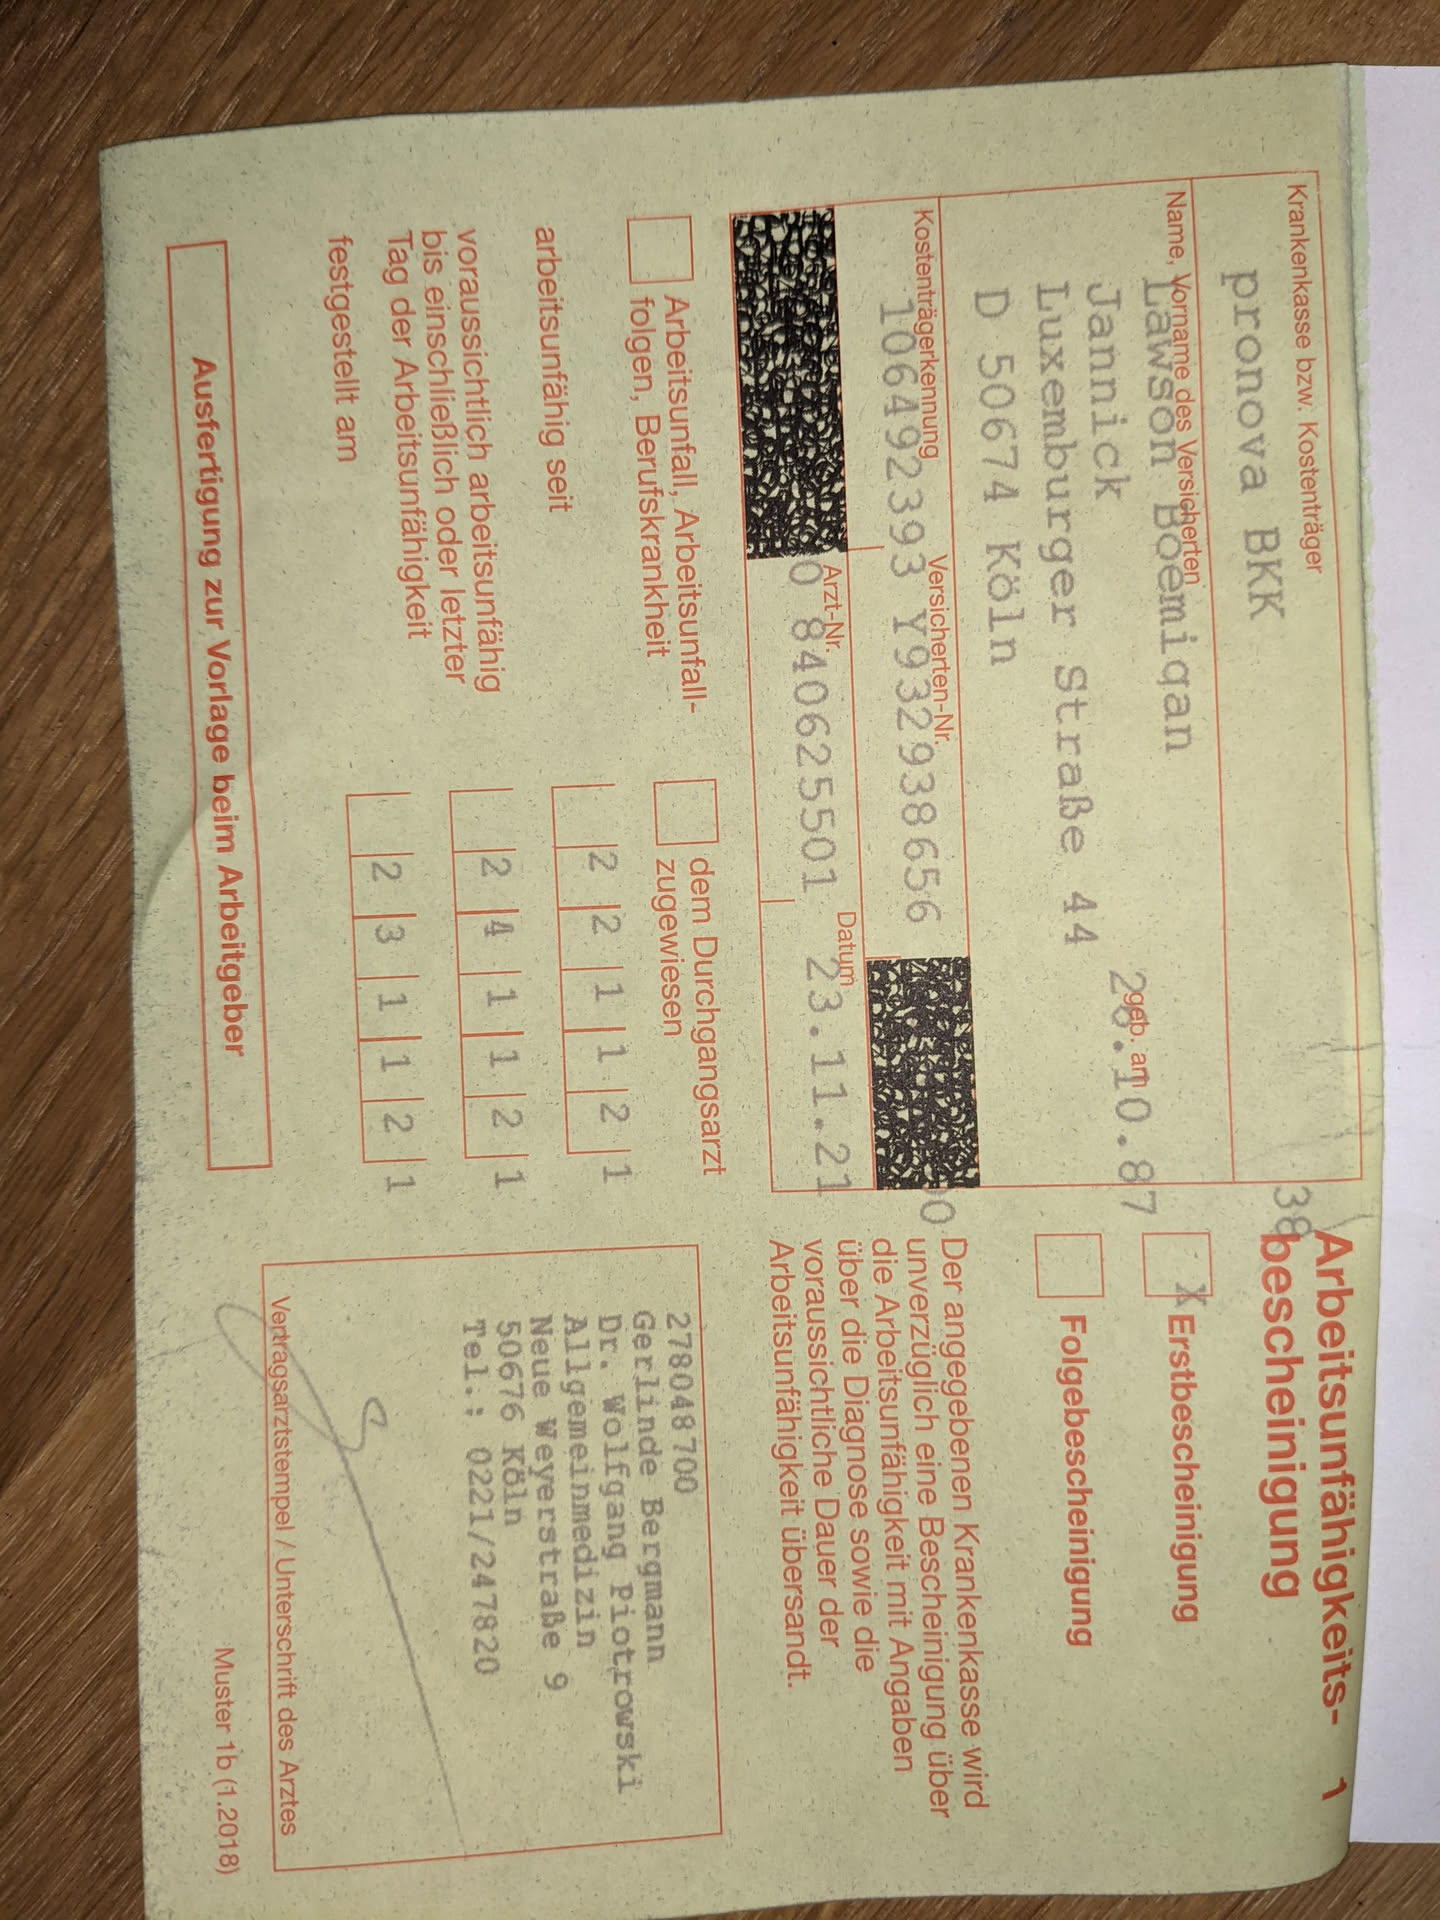 Krankenkasse bzw. Kostenträger
pronova BKK
38
Name, Vorname des Versicherten
Lawson Boemigan
Jannick
geb. am
28.10.87
Luxemburger Straße 44
D 50674 Köln
Kostenträgerkennung
Versicherten-Nr.
106492393 Y932938656
00
Arzt-Nr.
Datum
0 840625501 23.11.21
Arbeitsunfall, Arbeitsunfall-
folgen, Berufskrankheit
dem Durchgangsarzt
zugewiesen
arbeitsunfähig seit
2 2 1 1 2 1
voraussichtlich arbeitsunfähig
bis einschließlich oder letzter
Tag der Arbeitsunfähigkeit
2 4 1 1 2 1
festgestellt am
2 3 1 1 2 1
Ausfertigung zur Vorlage beim Arbeitgeber
Arbeitsunfähigkeits- 1
bescheinigung
X Erstbescheinigung
Folgebescheinigung
Der angegebenen Krankenkasse wird
unverzüglich eine Bescheinigung über
die Arbeitsunfähigkeit mit Angaben
über die Diagnose sowie die
voraussichtliche Dauer der
Arbeitsunfähigkeit übersandt.
278048700
Gerlinde Bergmann
Dr. Wolfgang Piotrowski
Allgemeinmedizin
Neue Weyerstraße 9
50676 Köln
Tel.: 0221/247820
Vertragsarztstempel / Unterschrift des Arztes
Muster 1b (1.2018)